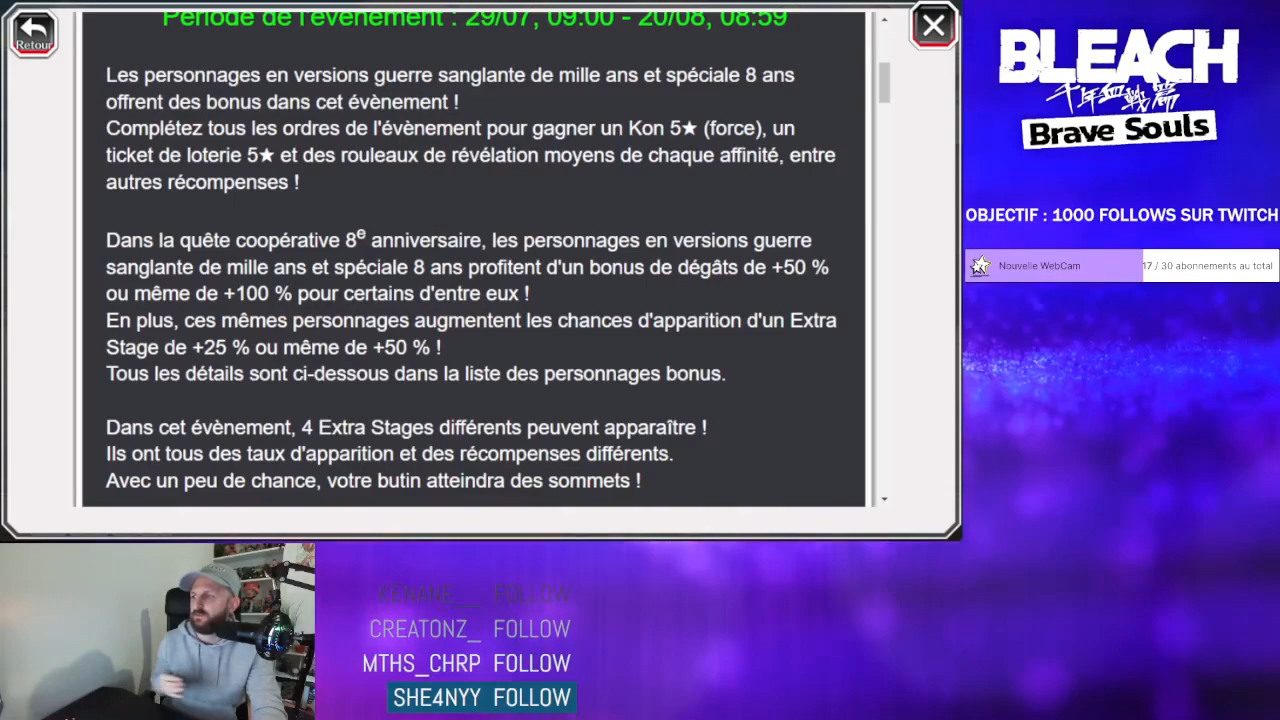 Période de l'évènement : 29/07, 09:00 - 20/08, 08:59
Retour
Les personnages en versions guerre sanglante de mille ans et spéciale 8 ans
offrent des bonus dans cet évènement !
Complétez tous les ordres de l'évènement pour gagner un Kon 5★ (force), un
ticket de loterie 5★ et des rouleaux de révélation moyens de chaque affinité, entre
autres récompenses !
Dans la quête coopérative 8e anniversaire, les personnages en versions guerre
sanglante de mille ans et spéciale 8 ans profitent d'un bonus de dégâts de +50 %
ou même de +100 % pour certains d'entre eux !
En plus, ces mêmes personnages augmentent les chances d'apparition d'un Extra
Stage de +25 % ou même de +50 % !
Tous les détails sont ci-dessous dans la liste des personnages bonus.
Dans cet évènement, 4 Extra Stages différents peuvent apparaître !
Ils ont tous des taux d'apparition et des récompenses différents.
Avec un peu de chance, votre butin atteindra des sommets !
BLEACH
千年血戦篇
Brave Souls
OBJECTIF : 1000 FOLLOWS SUR TWITCH
Nouvelle WebCam 17 / 30 abonnements au total
KENANE__ FOLLOW
CREATONZ_ FOLLOW
MTHS_CHRP FOLLOW
SHE4NYY FOLLOW